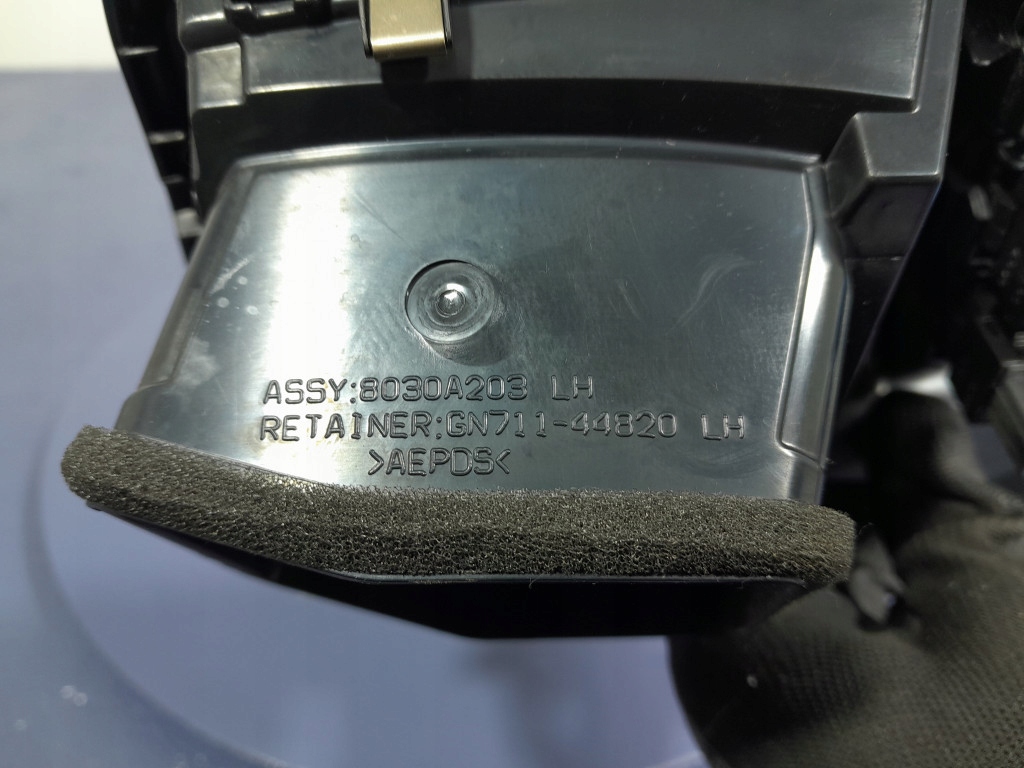 ASSY:8030A203 LH
RETAINER:GN711-44820 LH
>AEPDS<